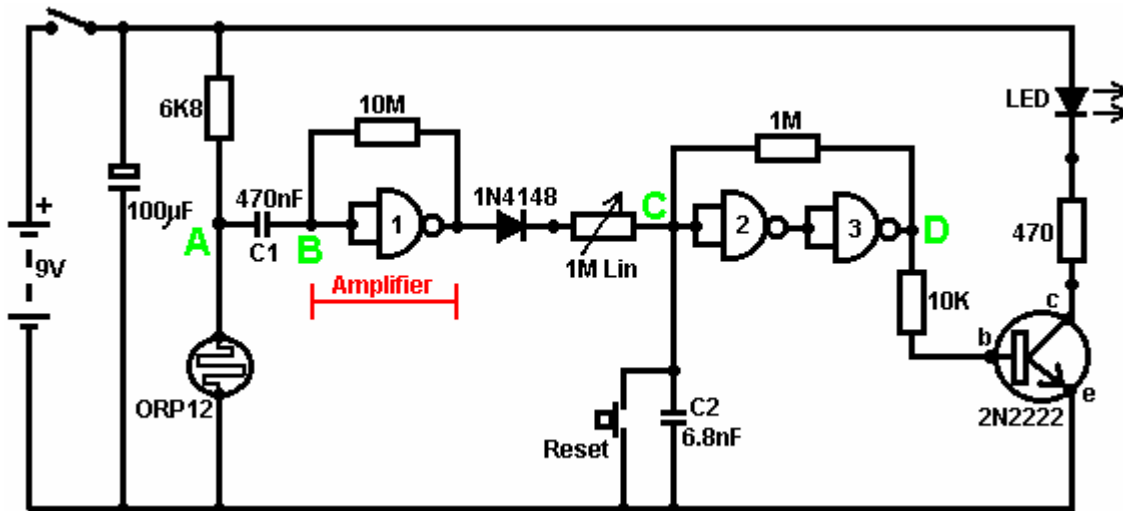 LED
6K8
10M
1M
+
470nF
1N4148
C
100µF
A
C1
B
1
2
3
D
470
9V
1M Lin
Amplifier
10K
c
b
ORP12
C2
e
Reset
6.8nF
2N2222